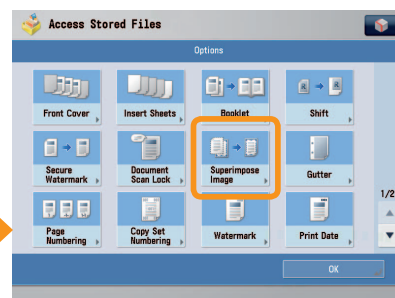 Access Stored Files
Options
Front Cover
Insert Sheets
Booklet
Shift
Secure
Watermark
Document
Scan Lock
Superimpose
Image
Gutter
1/2
Page
Numbering
Copy Set
Numbering
Watermark
Print Date
OK